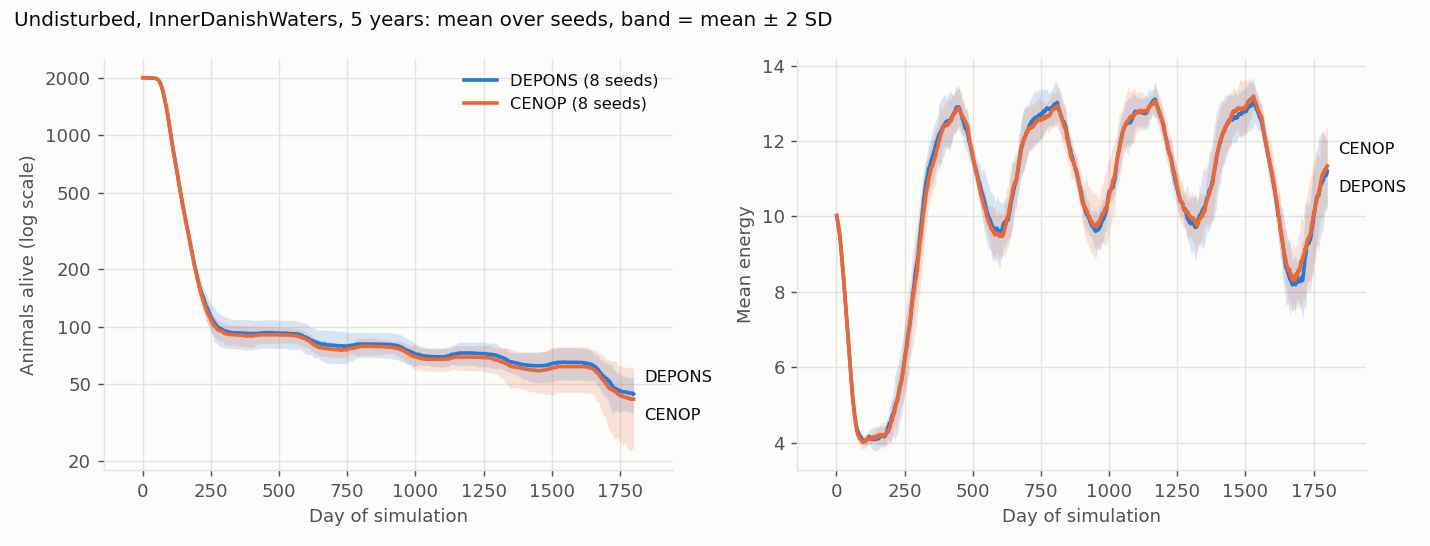 Undisturbed, InnerDanishWaters, 5 years: mean over seeds, band = mean ± 2 SD
DEPONS (8 seeds)
CENOP (8 seeds)
Animals alive (log scale)
2000
1000
500
200
100
50
20
DEPONS
CENOP
0 250 500 750 1000 1250 1500 1750
Day of simulation
Mean energy
14
12
10
8
6
4
CENOP
DEPONS
0 250 500 750 1000 1250 1500 1750
Day of simulation